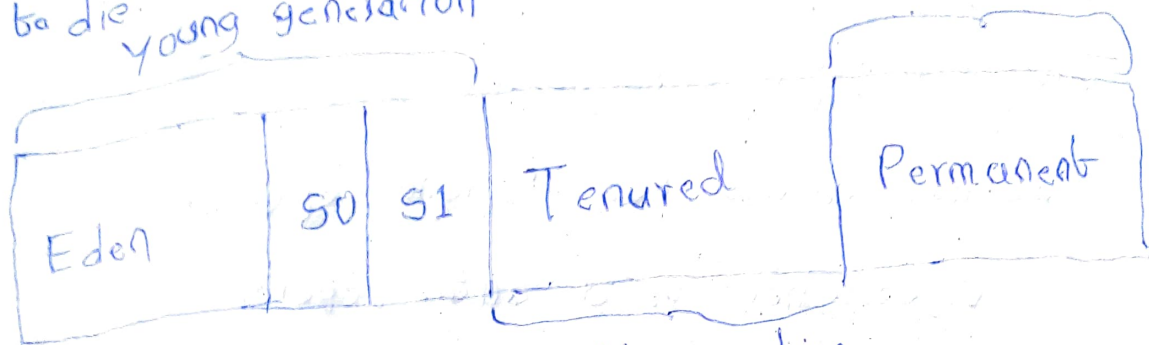 to die
young generation
Eden S0 S1 Tenured Permanent